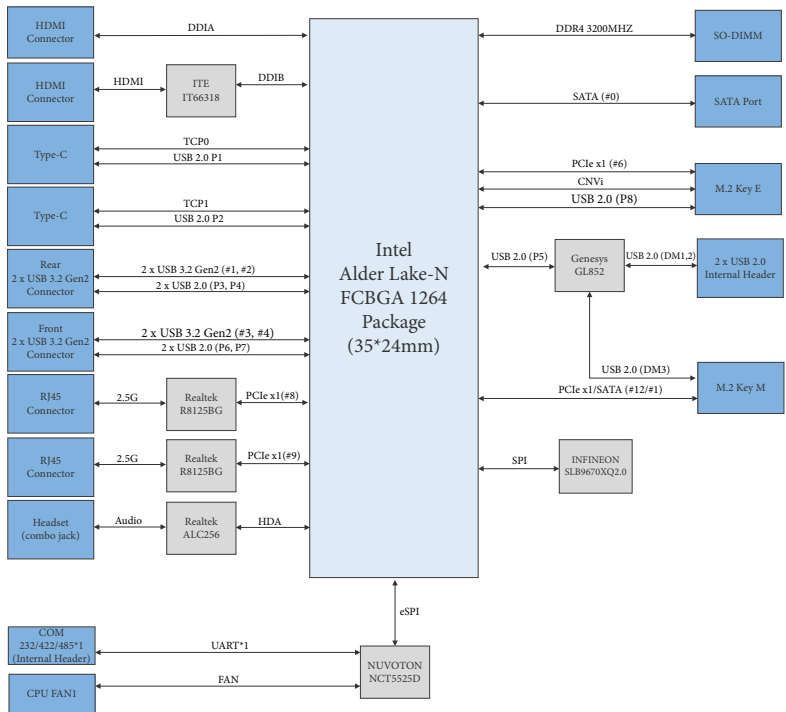 HDMI
Connector
DDIA
HDMI
Connector
HDMI
ITE
IT66318
DDIB
Type-C
TCP0
USB 2.0 P1
Type-C
TCP1
USB 2.0 P2
Rear
2 x USB 3.2 Gen2
Connector
2 x USB 3.2 Gen2 (#1, #2)
2 x USB 2.0 (P3, P4)
Front
2 x USB 3.2 Gen2
Connector
2 x USB 3.2 Gen2 (#3, #4)
2 x USB 2.0 (P6, P7)
RJ45
Connector
2.5G
Realtek
R8125BG
PCIe x1(#8)
RJ45
Connector
2.5G
Realtek
R8125BG
PCIe x1(#9)
Headset
(combo jack)
Audio
Realtek
ALC256
HDA
Intel
Alder Lake-N
FCBGA 1264
Package
(35*24mm)
DDR4 3200MHZ
SO-DIMM
SATA (#0)
SATA Port
PCIe x1 (#6)
CNVi
USB 2.0 (P8)
M.2 Key E
USB 2.0 (P5)
Genesys
GL852
USB 2.0 (DM1,2)
2 x USB 2.0
Internal Header
USB 2.0 (DM3)
PCIe x1/SATA (#12/#1)
M.2 Key M
SPI
INFINEON
SLB9670XQ2.0
eSPI
COM
232/422/485*1
(Internal Header)
UART*1
NUVOTON
NCT5525D
CPU FAN1
FAN